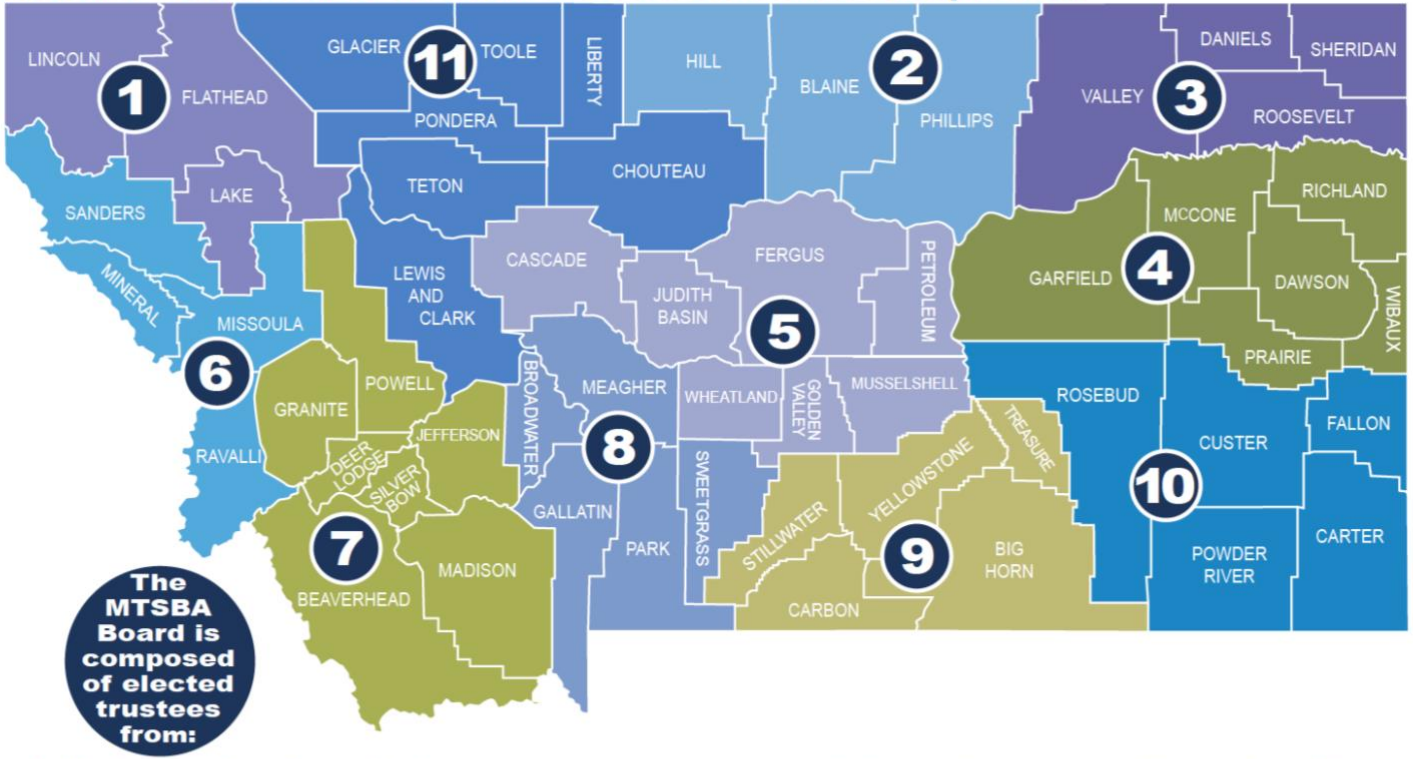 LINCOLN
1
FLATHEAD
LAKE
GLACIER
11
TOOLE
LIBERTY
PONDERA
TETON
CHOUTEAU
LEWIS
AND
CLARK
HILL
BLAINE
2
PHILLIPS
VALLEY
3
DANIELS
SHERIDAN
ROOSEVELT
MCCONE
RICHLAND
GARFIELD
4
DAWSON
WIBAUX
PRAIRIE
CASCADE
JUDITH
BASIN
FERGUS
PETROLEUM
5
WHEATLAND
GOLDEN
VALLEY
MUSSELSHELL
SANDERS
MINERAL
MISSOULA
6
RAVALLI
POWELL
GRANITE
DEER
LODGE
SILVER
BOW
JEFFERSON
7
BEAVERHEAD
MADISON
BROADWATER
MEAGHER
8
GALLATIN
PARK
SWEETGRASS
STILLWATER
YELLOWSTONE
TREASURE
9
BIG
HORN
CARBON
ROSEBUD
CUSTER
FALLON
10
POWDER
RIVER
CARTER
The
MTSBA
Board is
composed
of elected
trustees
from: